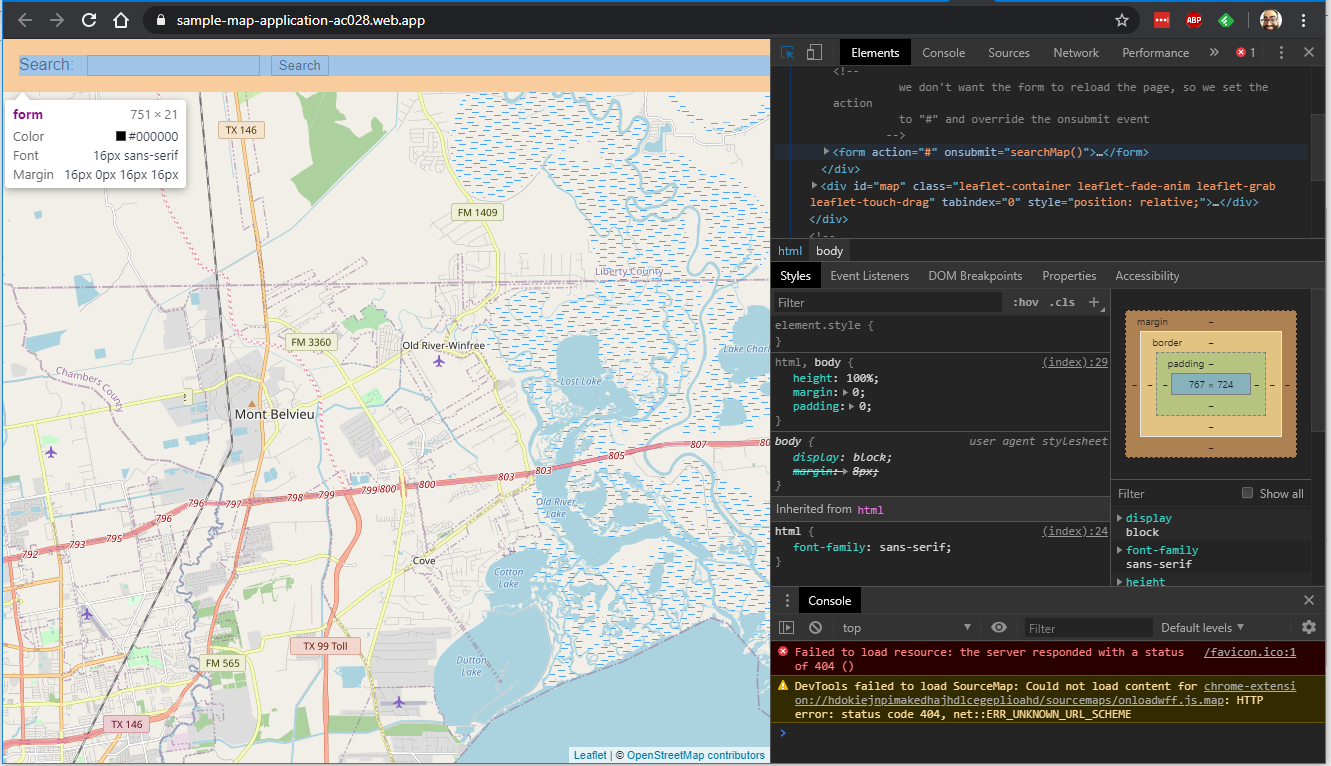 sample-map-application-ac028.web.app
ABP
Search:
Search
form 751 × 21
Color #000000
Font 16px sans-serif
Margin 16px 0px 16px 16px
TX 146
FM 1409
Liberty County
FM 3360
Old River-Winfree
Lake Charl
Lost Lake
Chambers County
2
Mont Belvieu
807
80
805
803
803
800
800
799
799
798
797
796
796
795
793
792
Old River
Lake
Cove
Cotton
Lake
TX 99 Toll
FM 565
Dutton
Lake
TX 146
Leaflet | © OpenStreetMap contributors
Elements Console Sources Network Performance » 1
<!--
we don't want the form to reload the page, so we set the
action
to "#" and override the onsubmit event
-->
<form action="#" onsubmit="searchMap()">…</form>
</div>
<div id="map" class="leaflet-container leaflet-fade-anim leaflet-grab
leaflet-touch-drag" tabindex="0" style="position: relative;">…</div>
</div>
<!--
html body
Styles Event Listeners DOM Breakpoints Properties Accessibility
Filter :hov .cls +
element.style {
}
html, body { (index):29
height: 100%;
margin: 0;
padding: 0;
}
body { user agent stylesheet
display: block;
margin: 8px;
}
Inherited from html
html { (index):24
font-family: sans-serif;
}
margin –
border –
padding –
– – – 767 × 724 – – –
–
–
–
Filter Show all
display
block
font-family
sans-serif
height
Console
top Filter Default levels
Failed to load resource: the server responded with a status /favicon.ico:1
of 404 ()
DevTools failed to load SourceMap: Could not load content for chrome-extensi
on://hdokiejnpimakedhajhdlcegeplioahd/sourcemaps/onloadwff.js.map: HTTP
error: status code 404, net::ERR_UNKNOWN_URL_SCHEME